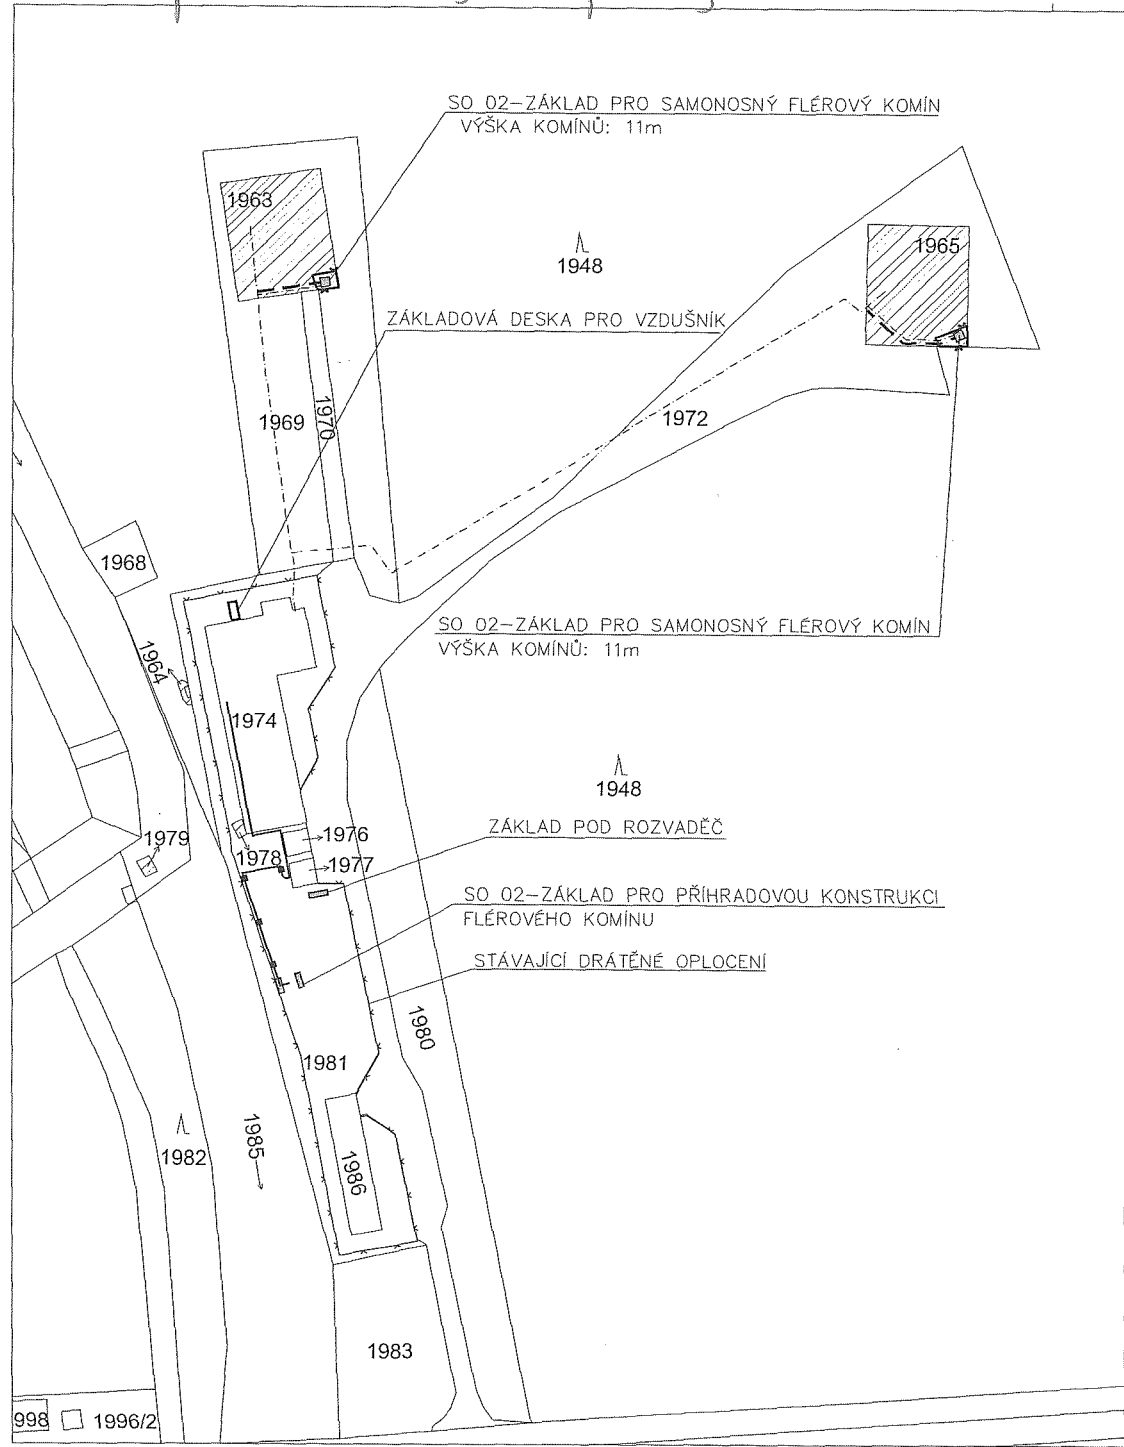 SO 02-ZÁKLAD PRO SAMONOSNÝ FLÉROVÝ KOMÍN
VÝŠKA KOMÍNŮ: 11m
1963
1965
1948
ZÁKLADOVÁ DESKA PRO VZDUŠNÍK
1969
1970
1972
1968
SO 02-ZÁKLAD PRO SAMONOSNÝ FLÉROVÝ KOMÍN
VÝŠKA KOMÍNŮ: 11m
1964
1974
1948
ZÁKLAD POD ROZVADĚČ
1979
1976
1978
1977
SO 02-ZÁKLAD PRO PŘÍHRADOVOU KONSTRUKCI
FLÉROVÉHO KOMÍNU
STÁVAJÍCÍ DRÁTĚNÉ OPLOCENÍ
1980
1981
1982
1985
1986
1983
998
1996/2